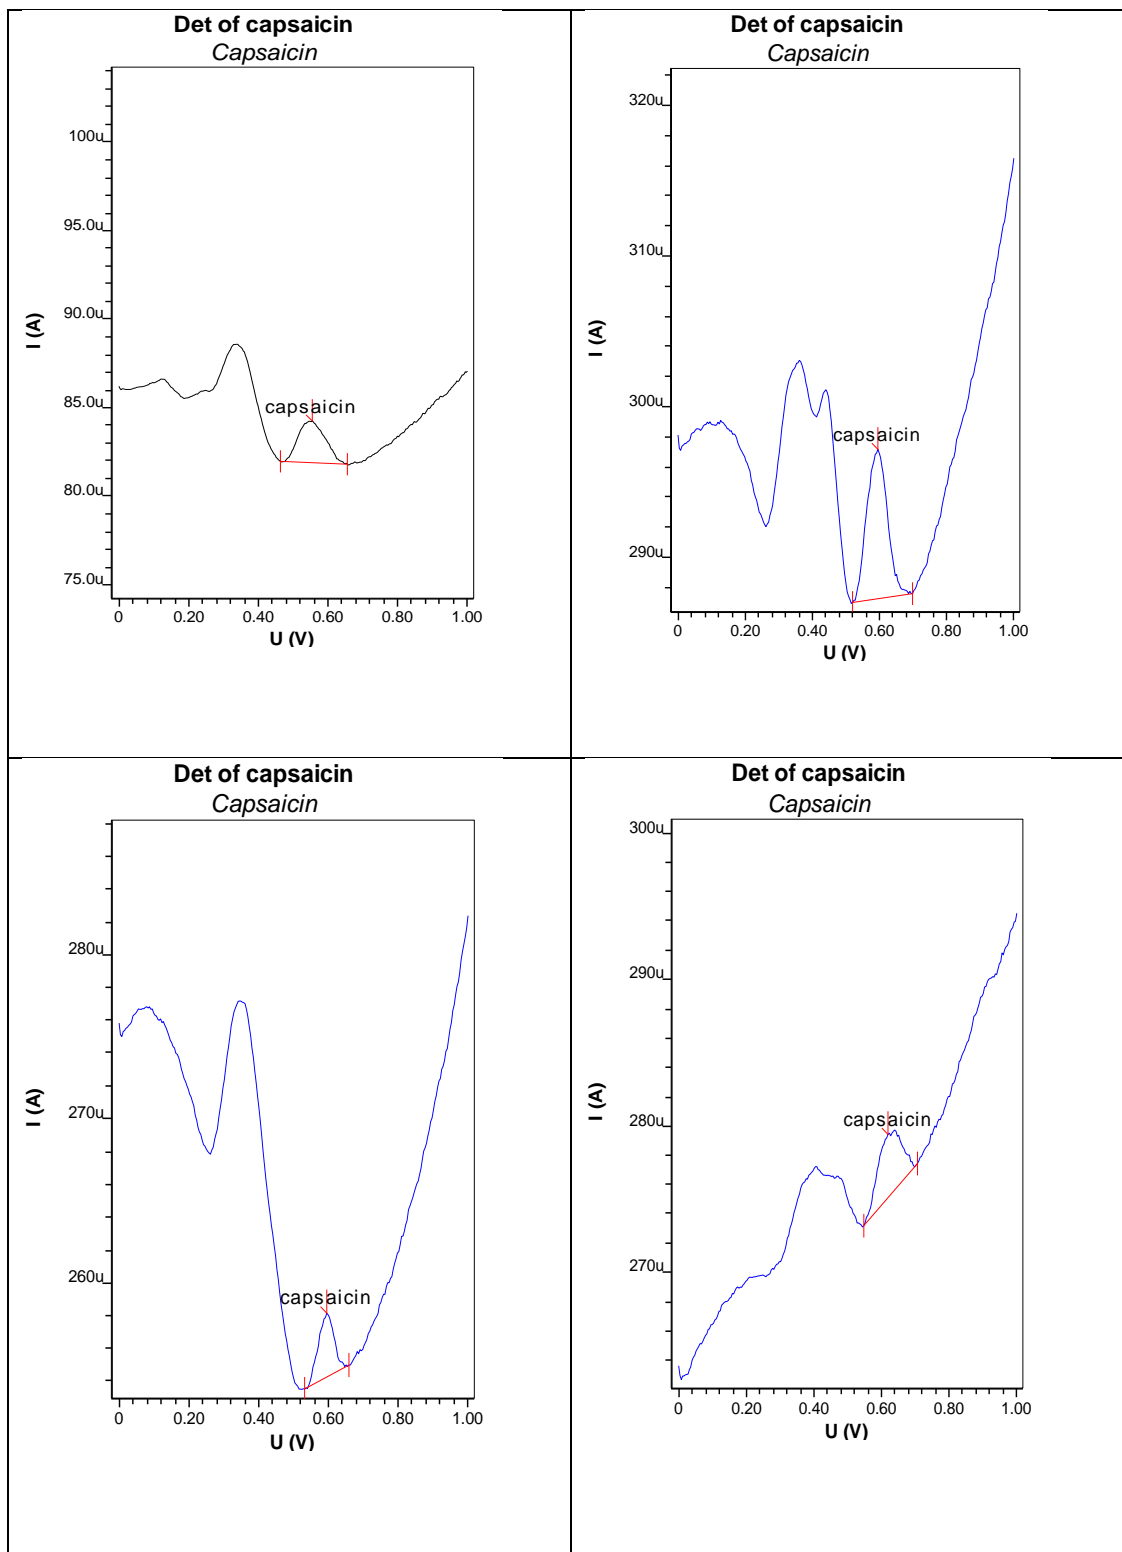 Det of capsaicin
Capsaicin
100u
95.0u
90.0u
85.0u
80.0u
75.0u
I (A)
capsaicin
0 0.20 0.40 0.60 0.80 1.00
U (V)
Det of capsaicin
Capsaicin
320u
310u
300u
290u
I (A)
capsaicin
0 0.20 0.40 0.60 0.80 1.00
U (V)
Det of capsaicin
Capsaicin
280u
270u
260u
I (A)
capsaicin
0 0.20 0.40 0.60 0.80 1.00
U (V)
Det of capsaicin
Capsaicin
300u
290u
280u
270u
I (A)
capsaicin
0 0.20 0.40 0.60 0.80 1.00
U (V)